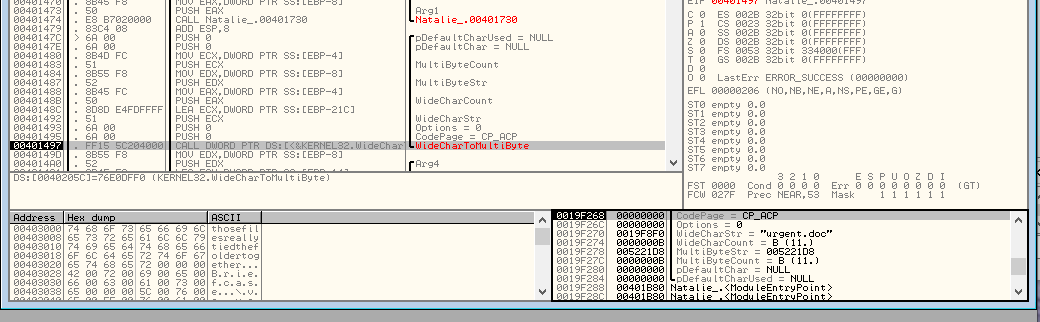 00401470 . 8B45 F8 MOV EAX,DWORD PTR SS:[EBP-8]
00401473 . 50 PUSH EAX Arg1
00401474 . E8 B7020000 CALL Natalie_.00401730 Natalie_.00401730
00401479 . 83C4 08 ADD ESP,8
0040147C > 6A 00 PUSH 0 pDefaultCharUsed = NULL
0040147E . 6A 00 PUSH 0 pDefaultChar = NULL
00401480 . 8B4D FC MOV ECX,DWORD PTR SS:[EBP-4]
00401483 . 51 PUSH ECX MultiByteCount
00401484 . 8B55 F8 MOV EDX,DWORD PTR SS:[EBP-8]
00401487 . 52 PUSH EDX MultiByteStr
00401488 . 8B45 FC MOV EAX,DWORD PTR SS:[EBP-4]
0040148B . 50 PUSH EAX WideCharCount
0040148C . 8D8D E4FDFFFF LEA ECX,DWORD PTR SS:[EBP-21C]
00401492 . 51 PUSH ECX WideCharStr
00401493 . 6A 00 PUSH 0 Options = 0
00401495 . 6A 00 PUSH 0 CodePage = CP_ACP
00401497 . FF15 5C204000 CALL DWORD PTR DS:[<&KERNEL32.WideChar WideCharToMultiByte
0040149D . 8B55 F8 MOV EDX,DWORD PTR SS:[EBP-8]
004014A0 . 52 PUSH EDX Arg4
DS:[0040205C]=76E0DFF0 (KERNEL32.WideCharToMultiByte)
EIP 00401497 Natalie_.00401497
C 0 ES 002B 32bit 0(FFFFFFFF)
P 1 CS 0023 32bit 0(FFFFFFFF)
A 0 SS 002B 32bit 0(FFFFFFFF)
Z 0 DS 002B 32bit 0(FFFFFFFF)
S 0 FS 0053 32bit 334000(FFF)
T 0 GS 002B 32bit 0(FFFFFFFF)
D 0
O 0 LastErr ERROR_SUCCESS (00000000)
EFL 00000206 (NO,NB,NE,A,NS,PE,GE,G)
ST0 empty 0.0
ST1 empty 0.0
ST2 empty 0.0
ST3 empty 0.0
ST4 empty 0.0
ST5 empty 0.0
ST6 empty 0.0
ST7 empty 0.0
3 2 1 0 E S P U O Z D I
FST 0000 Cond 0 0 0 0 Err 0 0 0 0 0 0 0 0 (GT)
FCW 027F Prec NEAR,53 Mask 1 1 1 1 1 1
Address Hex dump ASCII
00403000 74 68 6F 73 65 66 69 6C thosefil
00403008 65 73 72 65 61 6C 6C 79 esreally
00403010 74 69 65 64 74 68 65 66 tiedthef
00403018 6F 6C 64 65 72 74 6F 67 oldertog
00403020 65 74 68 65 72 00 00 00 ether...
00403028 42 00 72 00 69 00 65 00 B.r.i.e.
00403030 66 00 63 00 61 00 73 00 f.c.a.s.
00403038 65 00 00 00 5C 00 76 00 e...\.v.
0019F268 00000000 CodePage = CP_ACP
0019F26C 00000000 Options = 0
0019F270 0019F8F0 WideCharStr = "urgent.doc"
0019F274 0000000B WideCharCount = B (11.)
0019F278 005221D8 MultiByteStr = 005221D8
0019F27C 0000000B MultiByteCount = B (11.)
0019F280 00000000 pDefaultChar = NULL
0019F284 00000000 pDefaultCharUsed = NULL
0019F288 00401B80 Natalie_.<ModuleEntryPoint>
0019F28C 00401B80 Natalie_.<ModuleEntryPoint>